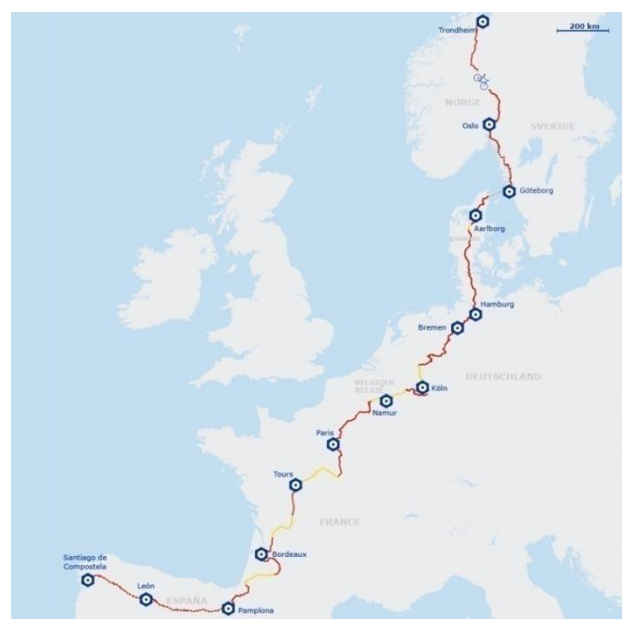 Trondheim
200 km
NORGE
Oslo
SVERIGE
Göteborg
Aarlborg
Hamburg
Bremen
DEUTSCHLAND
BELGIQUE
BELGIË
Köln
Namur
Paris
Tours
FRANCE
Bordeaux
Santiago de
Compostela
León
ESPAÑA
Pamplona